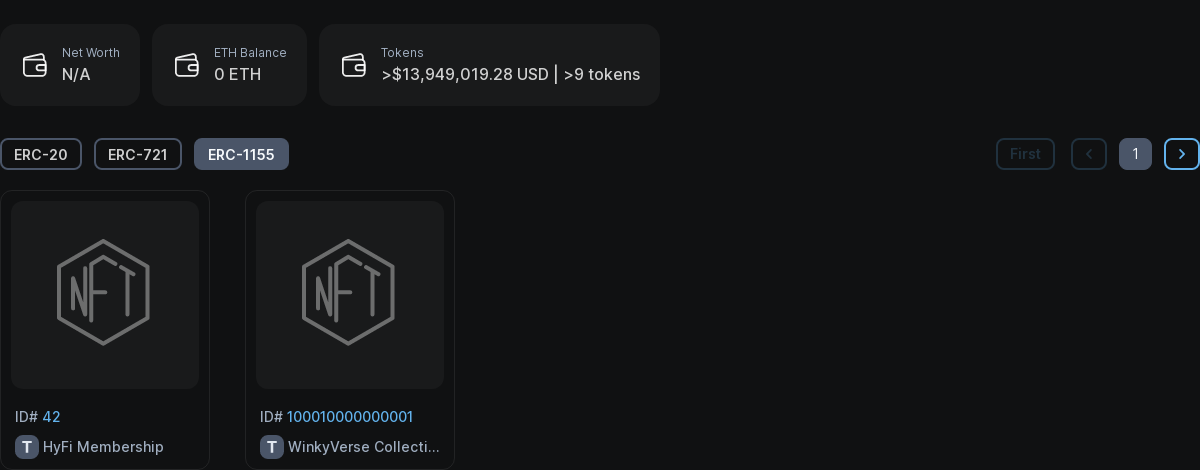 Net Worth
N/A
ETH Balance
0 ETH
Tokens
>$13,949,019.28 USD | >9 tokens
ERC-20
ERC-721
ERC-1155
First
1
NFT
NFT
ID# 42
T HyFi Membership
ID# 100010000000001
T WinkyVerse Collecti...